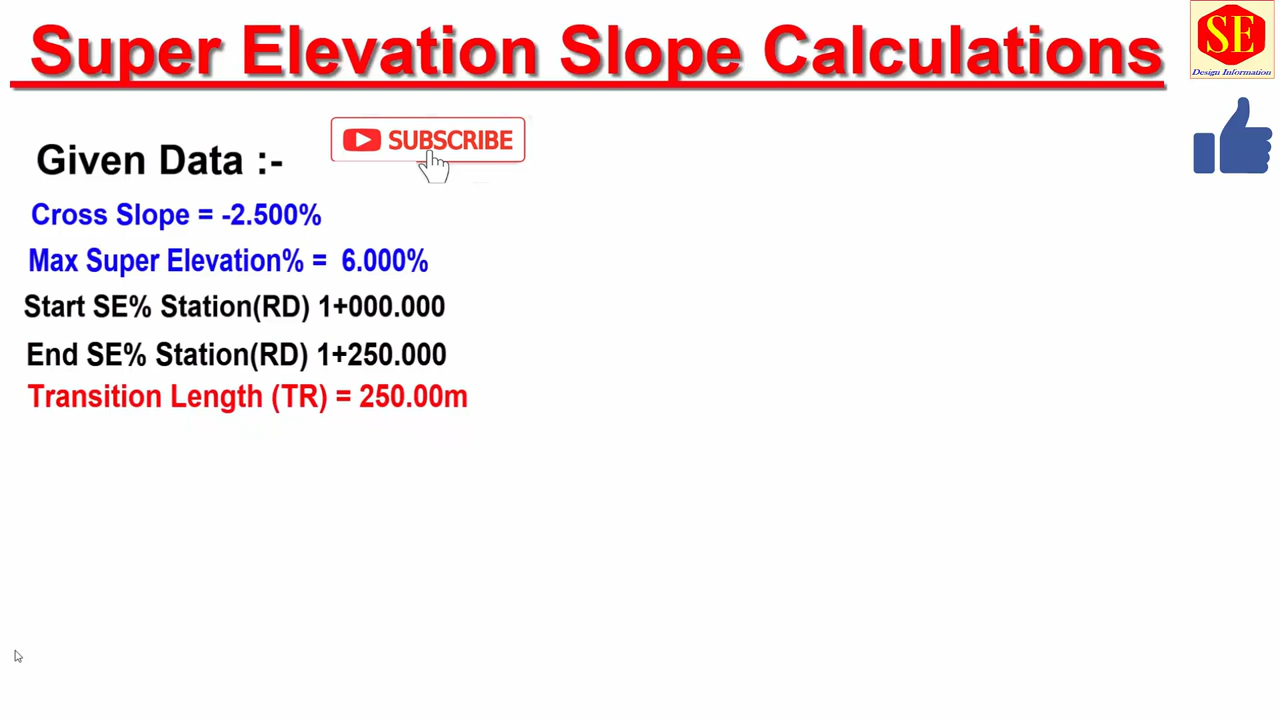 Super Elevation Slope Calculations
SE
Design Information
SUBSCRIBE
Given Data :-
Cross Slope = -2.500%
Max Super Elevation% = 6.000%
Start SE% Station(RD) 1+000.000
End SE% Station(RD) 1+250.000
Transition Length (TR) = 250.00m